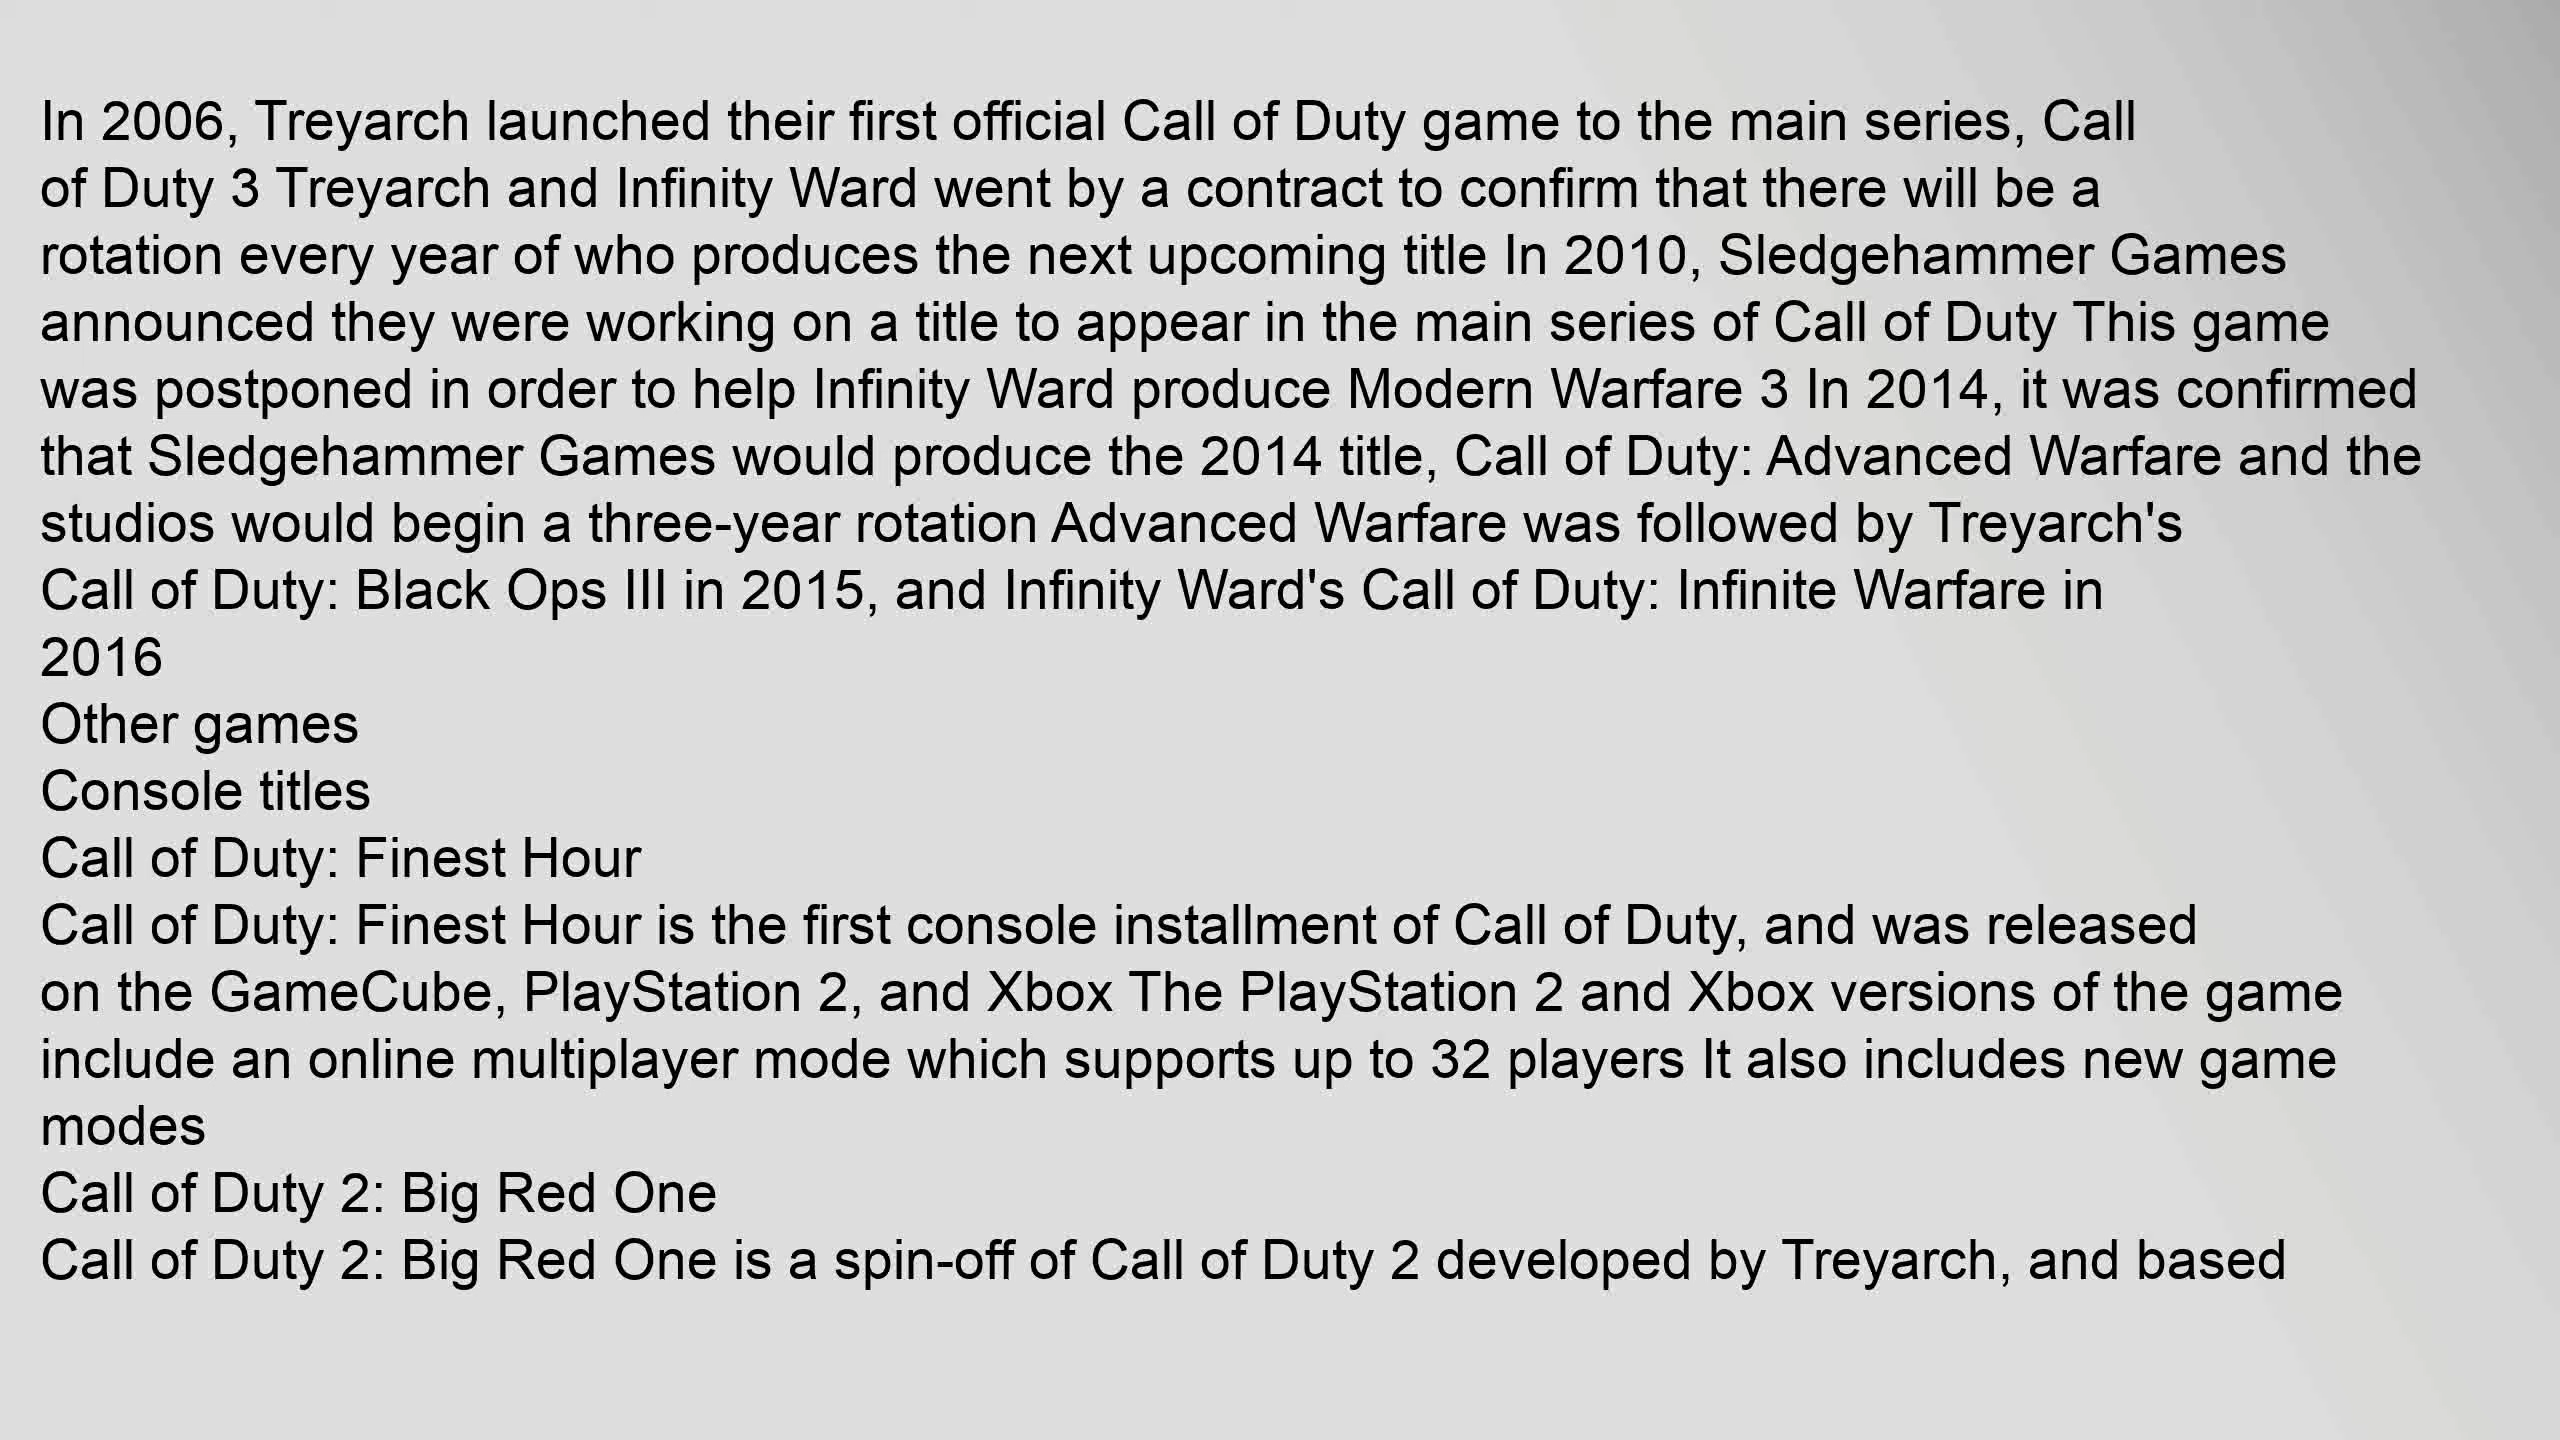 In 2006, Treyarch launched their first official Call of Duty game to the main series, Call
of Duty 3 Treyarch and Infinity Ward went by a contract to confirm that there will be a
rotation every year of who produces the next upcoming title In 2010, Sledgehammer Games
announced they were working on a title to appear in the main series of Call of Duty This game
was postponed in order to help Infinity Ward produce Modern Warfare 3 In 2014, it was confirmed
that Sledgehammer Games would produce the 2014 title, Call of Duty: Advanced Warfare and the
studios would begin a three-year rotation Advanced Warfare was followed by Treyarch's
Call of Duty: Black Ops III in 2015, and Infinity Ward's Call of Duty: Infinite Warfare in
2016
Other games
Console titles
Call of Duty: Finest Hour
Call of Duty: Finest Hour is the first console installment of Call of Duty, and was released
on the GameCube, PlayStation 2, and Xbox The PlayStation 2 and Xbox versions of the game
include an online multiplayer mode which supports up to 32 players It also includes new game
modes
Call of Duty 2: Big Red One
Call of Duty 2: Big Red One is a spin-off of Call of Duty 2 developed by Treyarch, and based